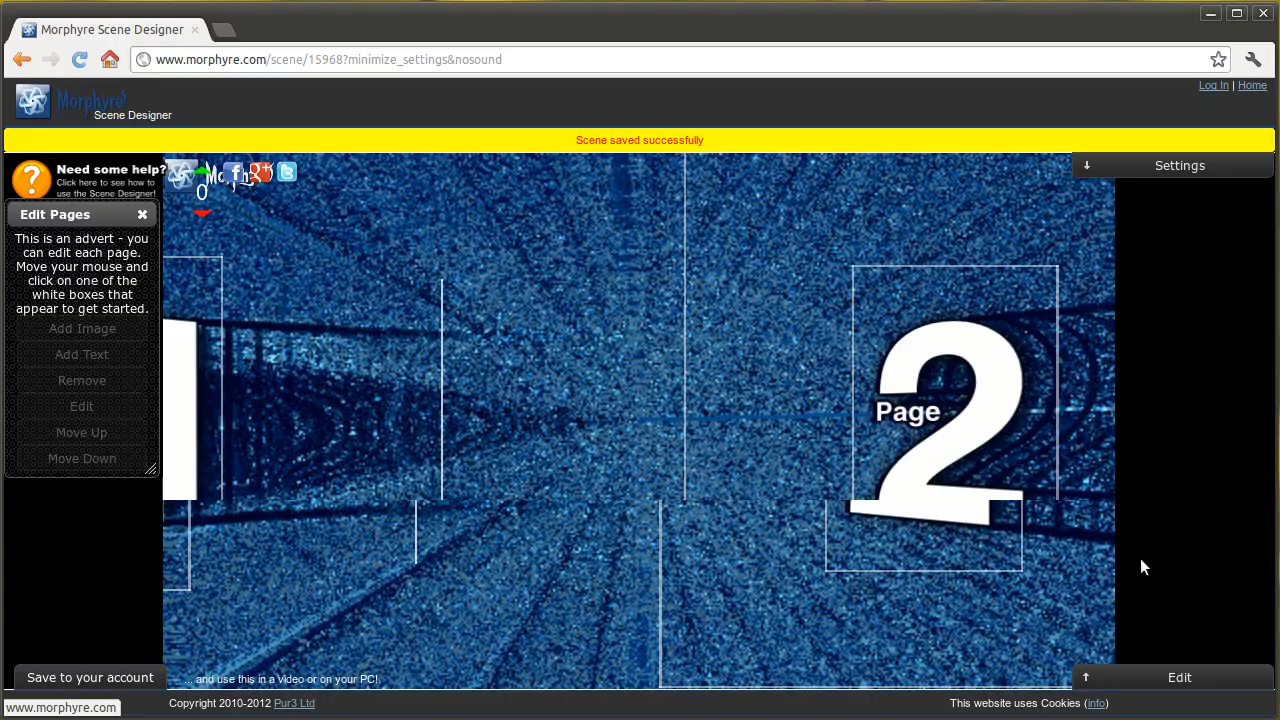 Morphyre Scene Designer
www.morphyre.com/scene/15968?minimize_settings&nosound
Morphyre
Scene Designer
Log In | Home
Scene saved successfully
Need some help?
Click here to see how to
use the Scene Designer!
f g+ t
0
Settings
Edit Pages
This is an advert - you
can edit each page.
Move your mouse and
click on one of the
white boxes that
appear to get started.
Add Image
Add Text
Remove
Edit
Move Up
Move Down
Page
2
Save to your account
... and use this in a video or on your PC!
Edit
www.morphyre.com
Copyright 2010-2012 Pur3 Ltd
This website uses Cookies (info)